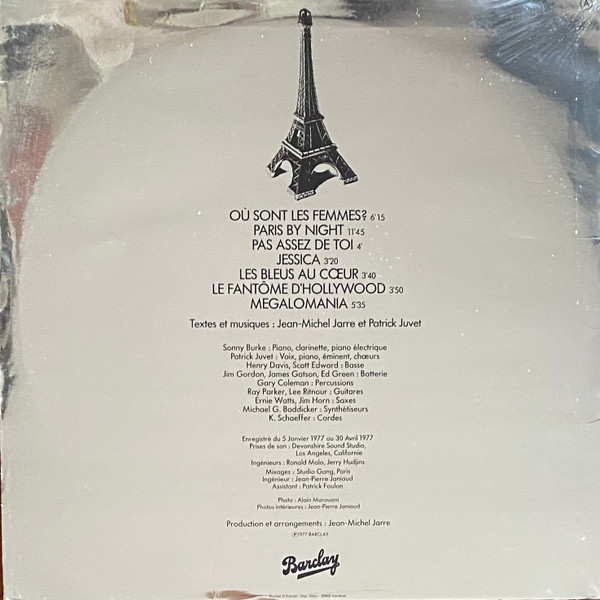 A
OÙ SONT LES FEMMES? 6'15
PARIS BY NIGHT 11'45
PAS ASSEZ DE TOI 4'
JESSICA 3'20
LES BLEUS AU CŒUR 3'40
LE FANTÔME D'HOLLYWOOD 3'50
MEGALOMANIA 5'35
Textes et musiques : Jean-Michel Jarre et Patrick Juvet
Sonny Burke : Piano, clarinette, piano électrique
Patrick Juvet : Voix, piano, éminent, chœurs
Henry Davis, Scott Edward : Basse
Jim Gordon, James Gatson, Ed Green : Batterie
Gary Coleman : Percussions
Ray Parker, Lee Ritnour : Guitares
Ernie Watts, Jim Horn : Saxes
Michael G. Boddicker : Synthétiseurs
K. Schaeffer : Cordes
Enregistré du 5 Janvier 1977 au 30 Avril 1977
Prises de son : Devonshire Sound Studio,
Los Angeles, Californie
Ingénieurs : Ronald Malo, Jerry Hudjins
Mixages : Studio Gang, Paris
Ingénieur : Jean-Pierre Janiaud
Assistant : Patrick Foulon
Photo : Alain Marouani
Photos intérieures : Jean-Pierre Janiaud
Production et arrangements : Jean-Michel Jarre
Ⓟ 1977 BARCLAY
Barclay